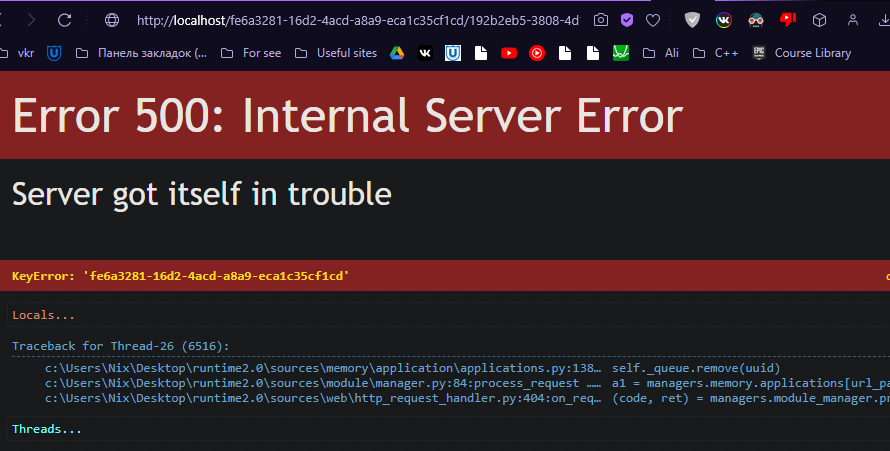 http://localhost/fe6a3281-16d2-4acd-a8a9-eca1c35cf1cd/192b2eb5-3808-4d
vkr Панель закладок (... For see Useful sites Ali C++ EPIC GAMES Course Library
Error 500: Internal Server Error
Server got itself in trouble
KeyError: 'fe6a3281-16d2-4acd-a8a9-eca1c35cf1cd'
Locals...
Traceback for Thread-26 (6516):
c:\Users\Nix\Desktop\runtime2.0\sources\memory\application\applications.py:138… self._queue.remove(uuid)
c:\Users\Nix\Desktop\runtime2.0\sources\module\manager.py:84:process_request …… a1 = managers.memory.applications[url_pa
c:\Users\Nix\Desktop\runtime2.0\sources\web\http_request_handler.py:404:on_req… (code, ret) = managers.module_manager.pr
Threads...